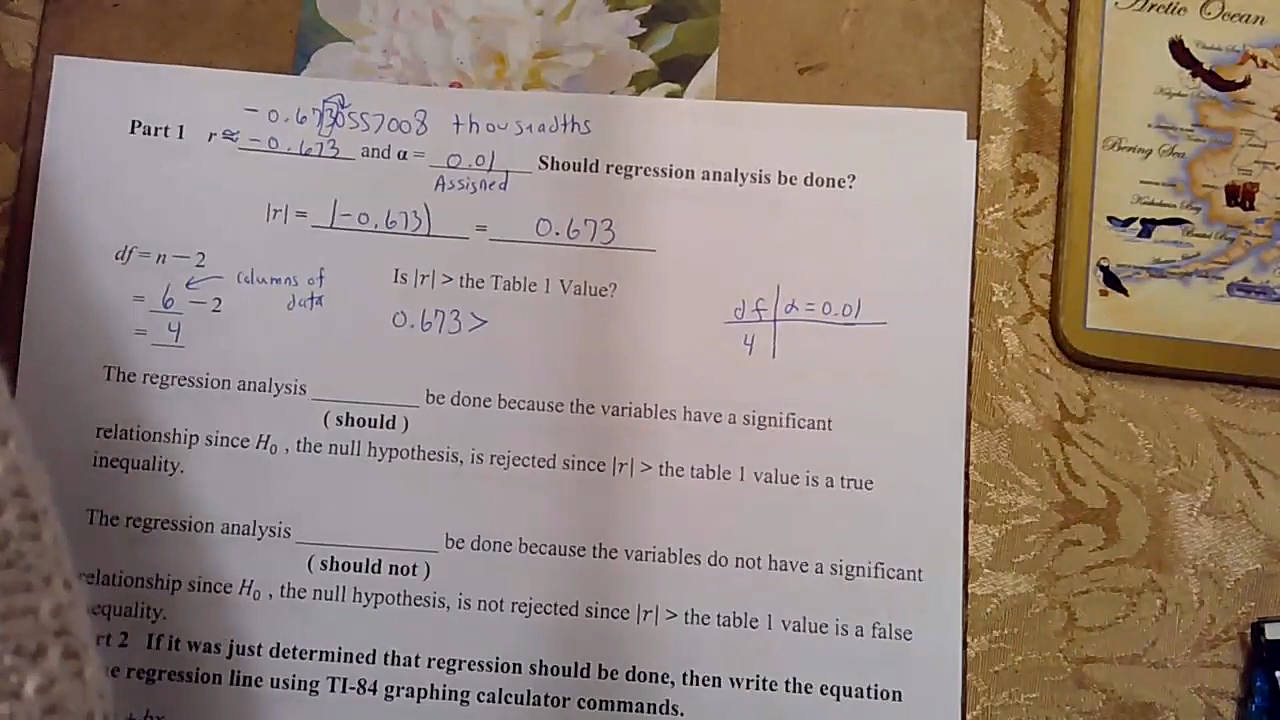 Arctic Ocean
Bering Sea
-0.6730557008 thousiadths
Part 1 r ≈ -0.673 and α = 0.01 Should regression analysis be done?
Assigned
|r| = |-0.673| = 0.673
df = n - 2
= 6 - 2 ← columns of data
= 4
Is |r| > the Table 1 Value?
0.673 >
df | α = 0.01
4 |
The regression analysis ________ be done because the variables have a significant
( should )
relationship since H₀ , the null hypothesis, is rejected since |r| > the table 1 value is a true
inequality.
The regression analysis ________ be done because the variables do not have a significant
( should not )
relationship since H₀ , the null hypothesis, is not rejected since |r| > the table 1 value is a false
equality.
rt 2 If it was just determined that regression should be done, then write the equation
e regression line using TI-84 graphing calculator commands.